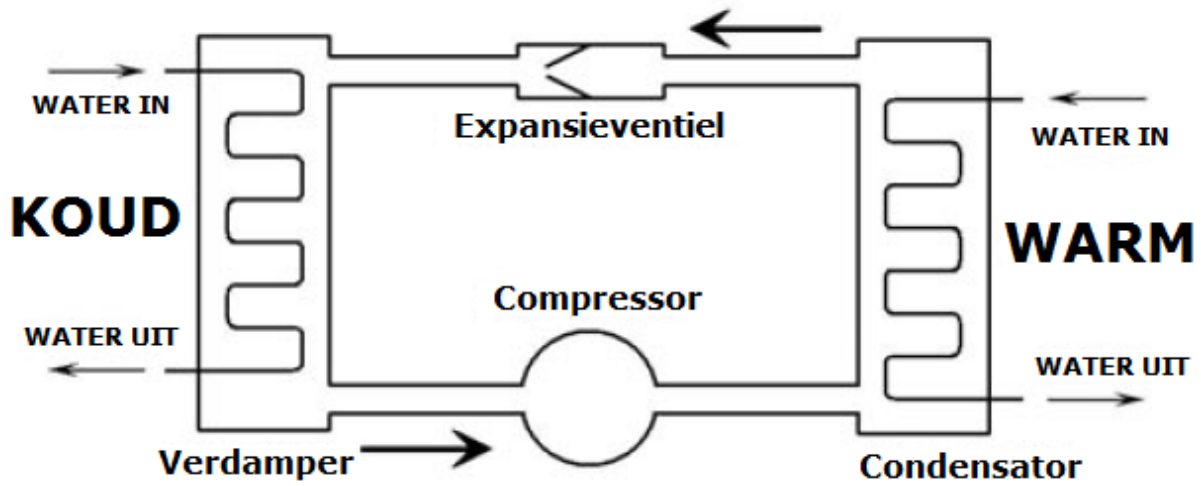 WATER IN
Expansieventiel
WATER IN
KOUD
WARM
Compressor
WATER UIT
WATER UIT
Verdamper
Condensator